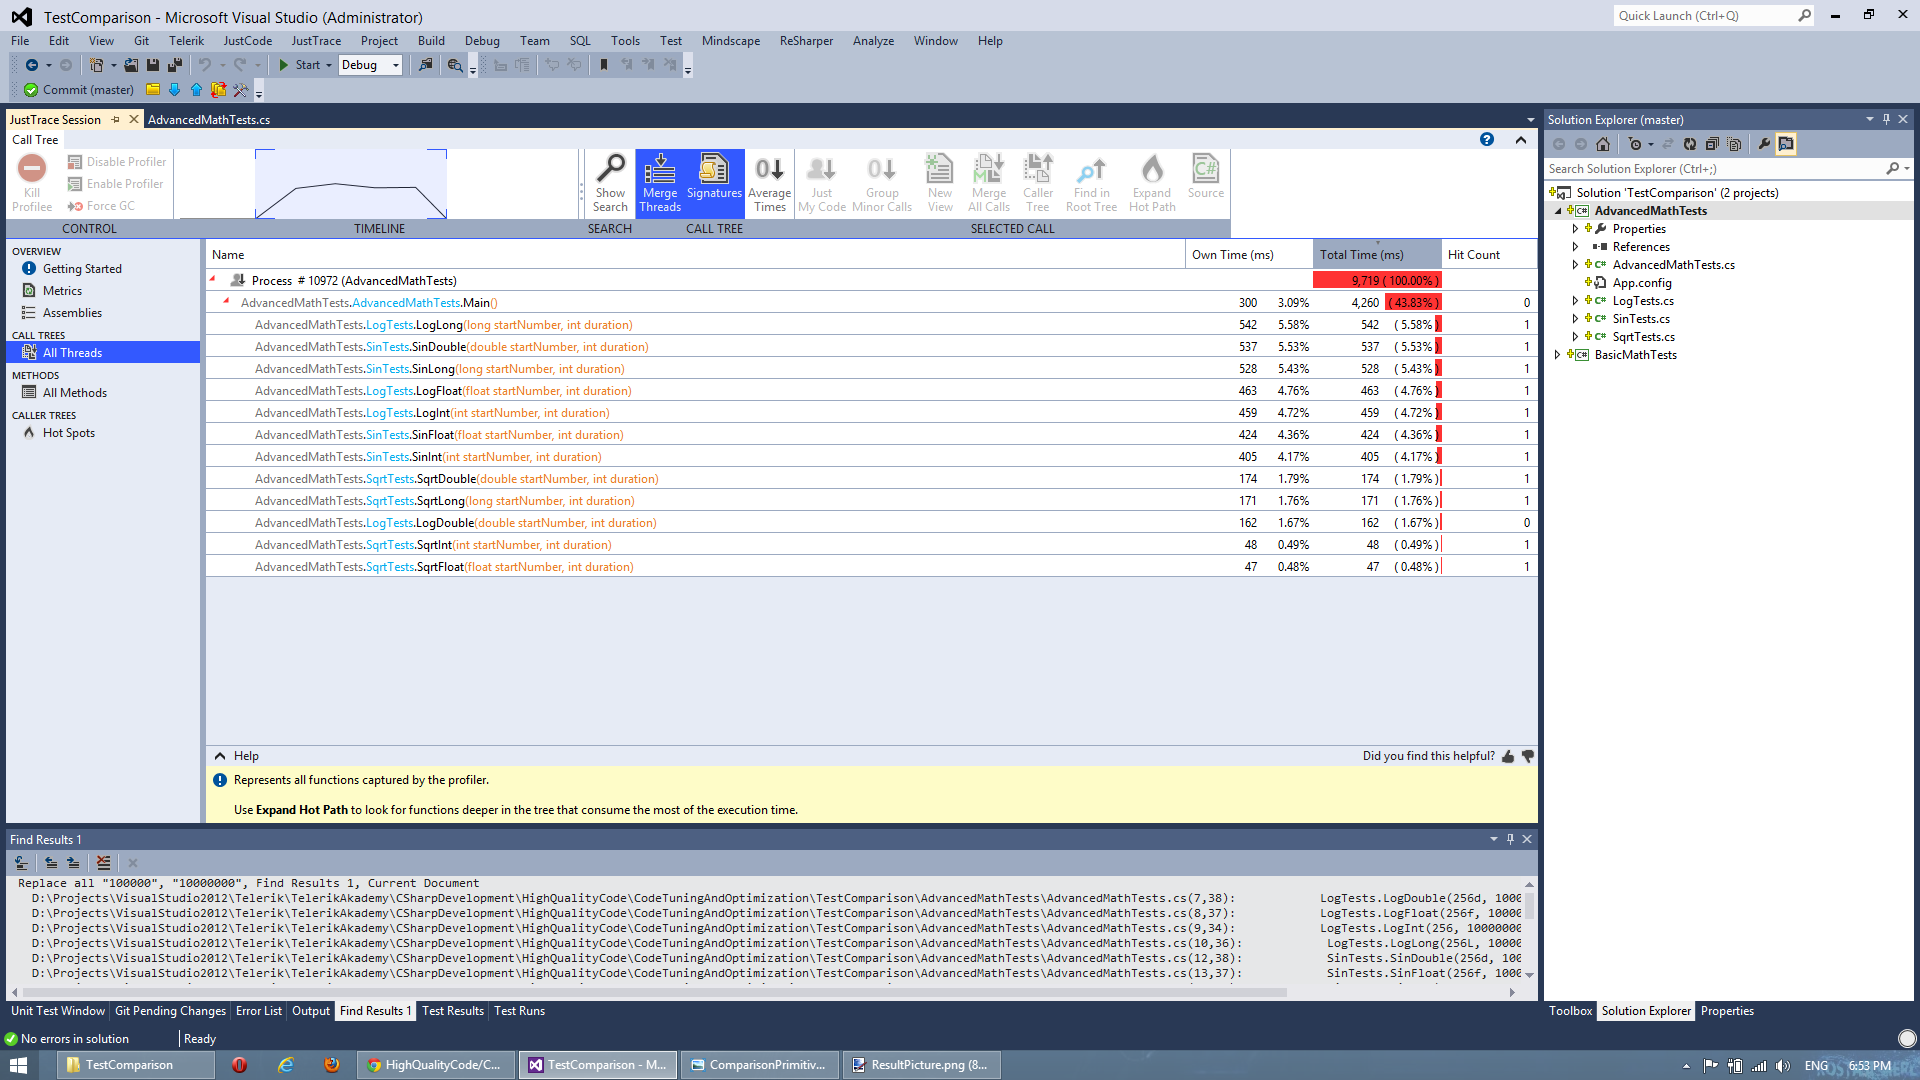 TestComparison - Microsoft Visual Studio (Administrator)
Quick Launch (Ctrl+Q)
File Edit View Git Telerik JustCode JustTrace Project Build Debug Team SQL Tools Test Mindscape ReSharper Analyze Window Help
Start Debug
Commit (master)
JustTrace Session AdvancedMathTests.cs
Call Tree
Kill Profilee
Disable Profiler
Enable Profiler
Force GC
Show Search
Merge Threads
Signatures
Average Times
Just My Code
Group Minor Calls
New View
Merge All Calls
Caller Tree
Find in Root Tree
Expand Hot Path
Source
CONTROL TIMELINE SEARCH CALL TREE SELECTED CALL
OVERVIEW
Getting Started
Metrics
Assemblies
CALL TREES
All Threads
METHODS
All Methods
CALLER TREES
Hot Spots
Name Own Time (ms) Total Time (ms) Hit Count
Process # 10972 (AdvancedMathTests) 9,719 ( 100.00% )
AdvancedMathTests.AdvancedMathTests.Main() 300 3.09% 4,260 ( 43.83% ) 0
AdvancedMathTests.LogTests.LogLong(long startNumber, int duration) 542 5.58% 542 ( 5.58% ) 1
AdvancedMathTests.SinTests.SinDouble(double startNumber, int duration) 537 5.53% 537 ( 5.53% ) 1
AdvancedMathTests.SinTests.SinLong(long startNumber, int duration) 528 5.43% 528 ( 5.43% ) 1
AdvancedMathTests.LogTests.LogFloat(float startNumber, int duration) 463 4.76% 463 ( 4.76% ) 1
AdvancedMathTests.LogTests.LogInt(int startNumber, int duration) 459 4.72% 459 ( 4.72% ) 1
AdvancedMathTests.SinTests.SinFloat(float startNumber, int duration) 424 4.36% 424 ( 4.36% ) 1
AdvancedMathTests.SinTests.SinInt(int startNumber, int duration) 405 4.17% 405 ( 4.17% ) 1
AdvancedMathTests.SqrtTests.SqrtDouble(double startNumber, int duration) 174 1.79% 174 ( 1.79% ) 1
AdvancedMathTests.SqrtTests.SqrtLong(long startNumber, int duration) 171 1.76% 171 ( 1.76% ) 1
AdvancedMathTests.LogTests.LogDouble(double startNumber, int duration) 162 1.67% 162 ( 1.67% ) 0
AdvancedMathTests.SqrtTests.SqrtInt(int startNumber, int duration) 48 0.49% 48 ( 0.49% ) 1
AdvancedMathTests.SqrtTests.SqrtFloat(float startNumber, int duration) 47 0.48% 47 ( 0.48% ) 1
Help Did you find this helpful?
Represents all functions captured by the profiler.
Use Expand Hot Path to look for functions deeper in the tree that consume the most of the execution time.
Solution Explorer (master)
Search Solution Explorer (Ctrl+;)
Solution 'TestComparison' (2 projects)
AdvancedMathTests
Properties
References
AdvancedMathTests.cs
App.config
LogTests.cs
SinTests.cs
SqrtTests.cs
BasicMathTests
Find Results 1
Replace all "100000", "10000000", Find Results 1, Current Document
D:\Projects\VisualStudio2012\Telerik\TelerikAkademy\CSharpDevelopment\HighQualityCode\CodeTuningAndOptimization\TestComparison\AdvancedMathTests\AdvancedMathTests.cs(7,38): LogTests.LogDouble(256d, 1000
D:\Projects\VisualStudio2012\Telerik\TelerikAkademy\CSharpDevelopment\HighQualityCode\CodeTuningAndOptimization\TestComparison\AdvancedMathTests\AdvancedMathTests.cs(8,37): LogTests.LogFloat(256f, 10000
D:\Projects\VisualStudio2012\Telerik\TelerikAkademy\CSharpDevelopment\HighQualityCode\CodeTuningAndOptimization\TestComparison\AdvancedMathTests\AdvancedMathTests.cs(9,34): LogTests.LogInt(256, 10000000
D:\Projects\VisualStudio2012\Telerik\TelerikAkademy\CSharpDevelopment\HighQualityCode\CodeTuningAndOptimization\TestComparison\AdvancedMathTests\AdvancedMathTests.cs(10,36): LogTests.LogLong(256L, 10000
D:\Projects\VisualStudio2012\Telerik\TelerikAkademy\CSharpDevelopment\HighQualityCode\CodeTuningAndOptimization\TestComparison\AdvancedMathTests\AdvancedMathTests.cs(12,38): SinTests.SinDouble(256d, 1000
D:\Projects\VisualStudio2012\Telerik\TelerikAkademy\CSharpDevelopment\HighQualityCode\CodeTuningAndOptimization\TestComparison\AdvancedMathTests\AdvancedMathTests.cs(13,37): SinTests.SinFloat(256f, 1000
Unit Test Window Git Pending Changes Error List Output Find Results 1 Test Results Test Runs
Toolbox Solution Explorer Properties
No errors in solution Ready
TestComparison HighQualityCode/C... TestComparison - M... ComparisonPrimitiv... ResultPicture.png (8... ENG 6:53 PM